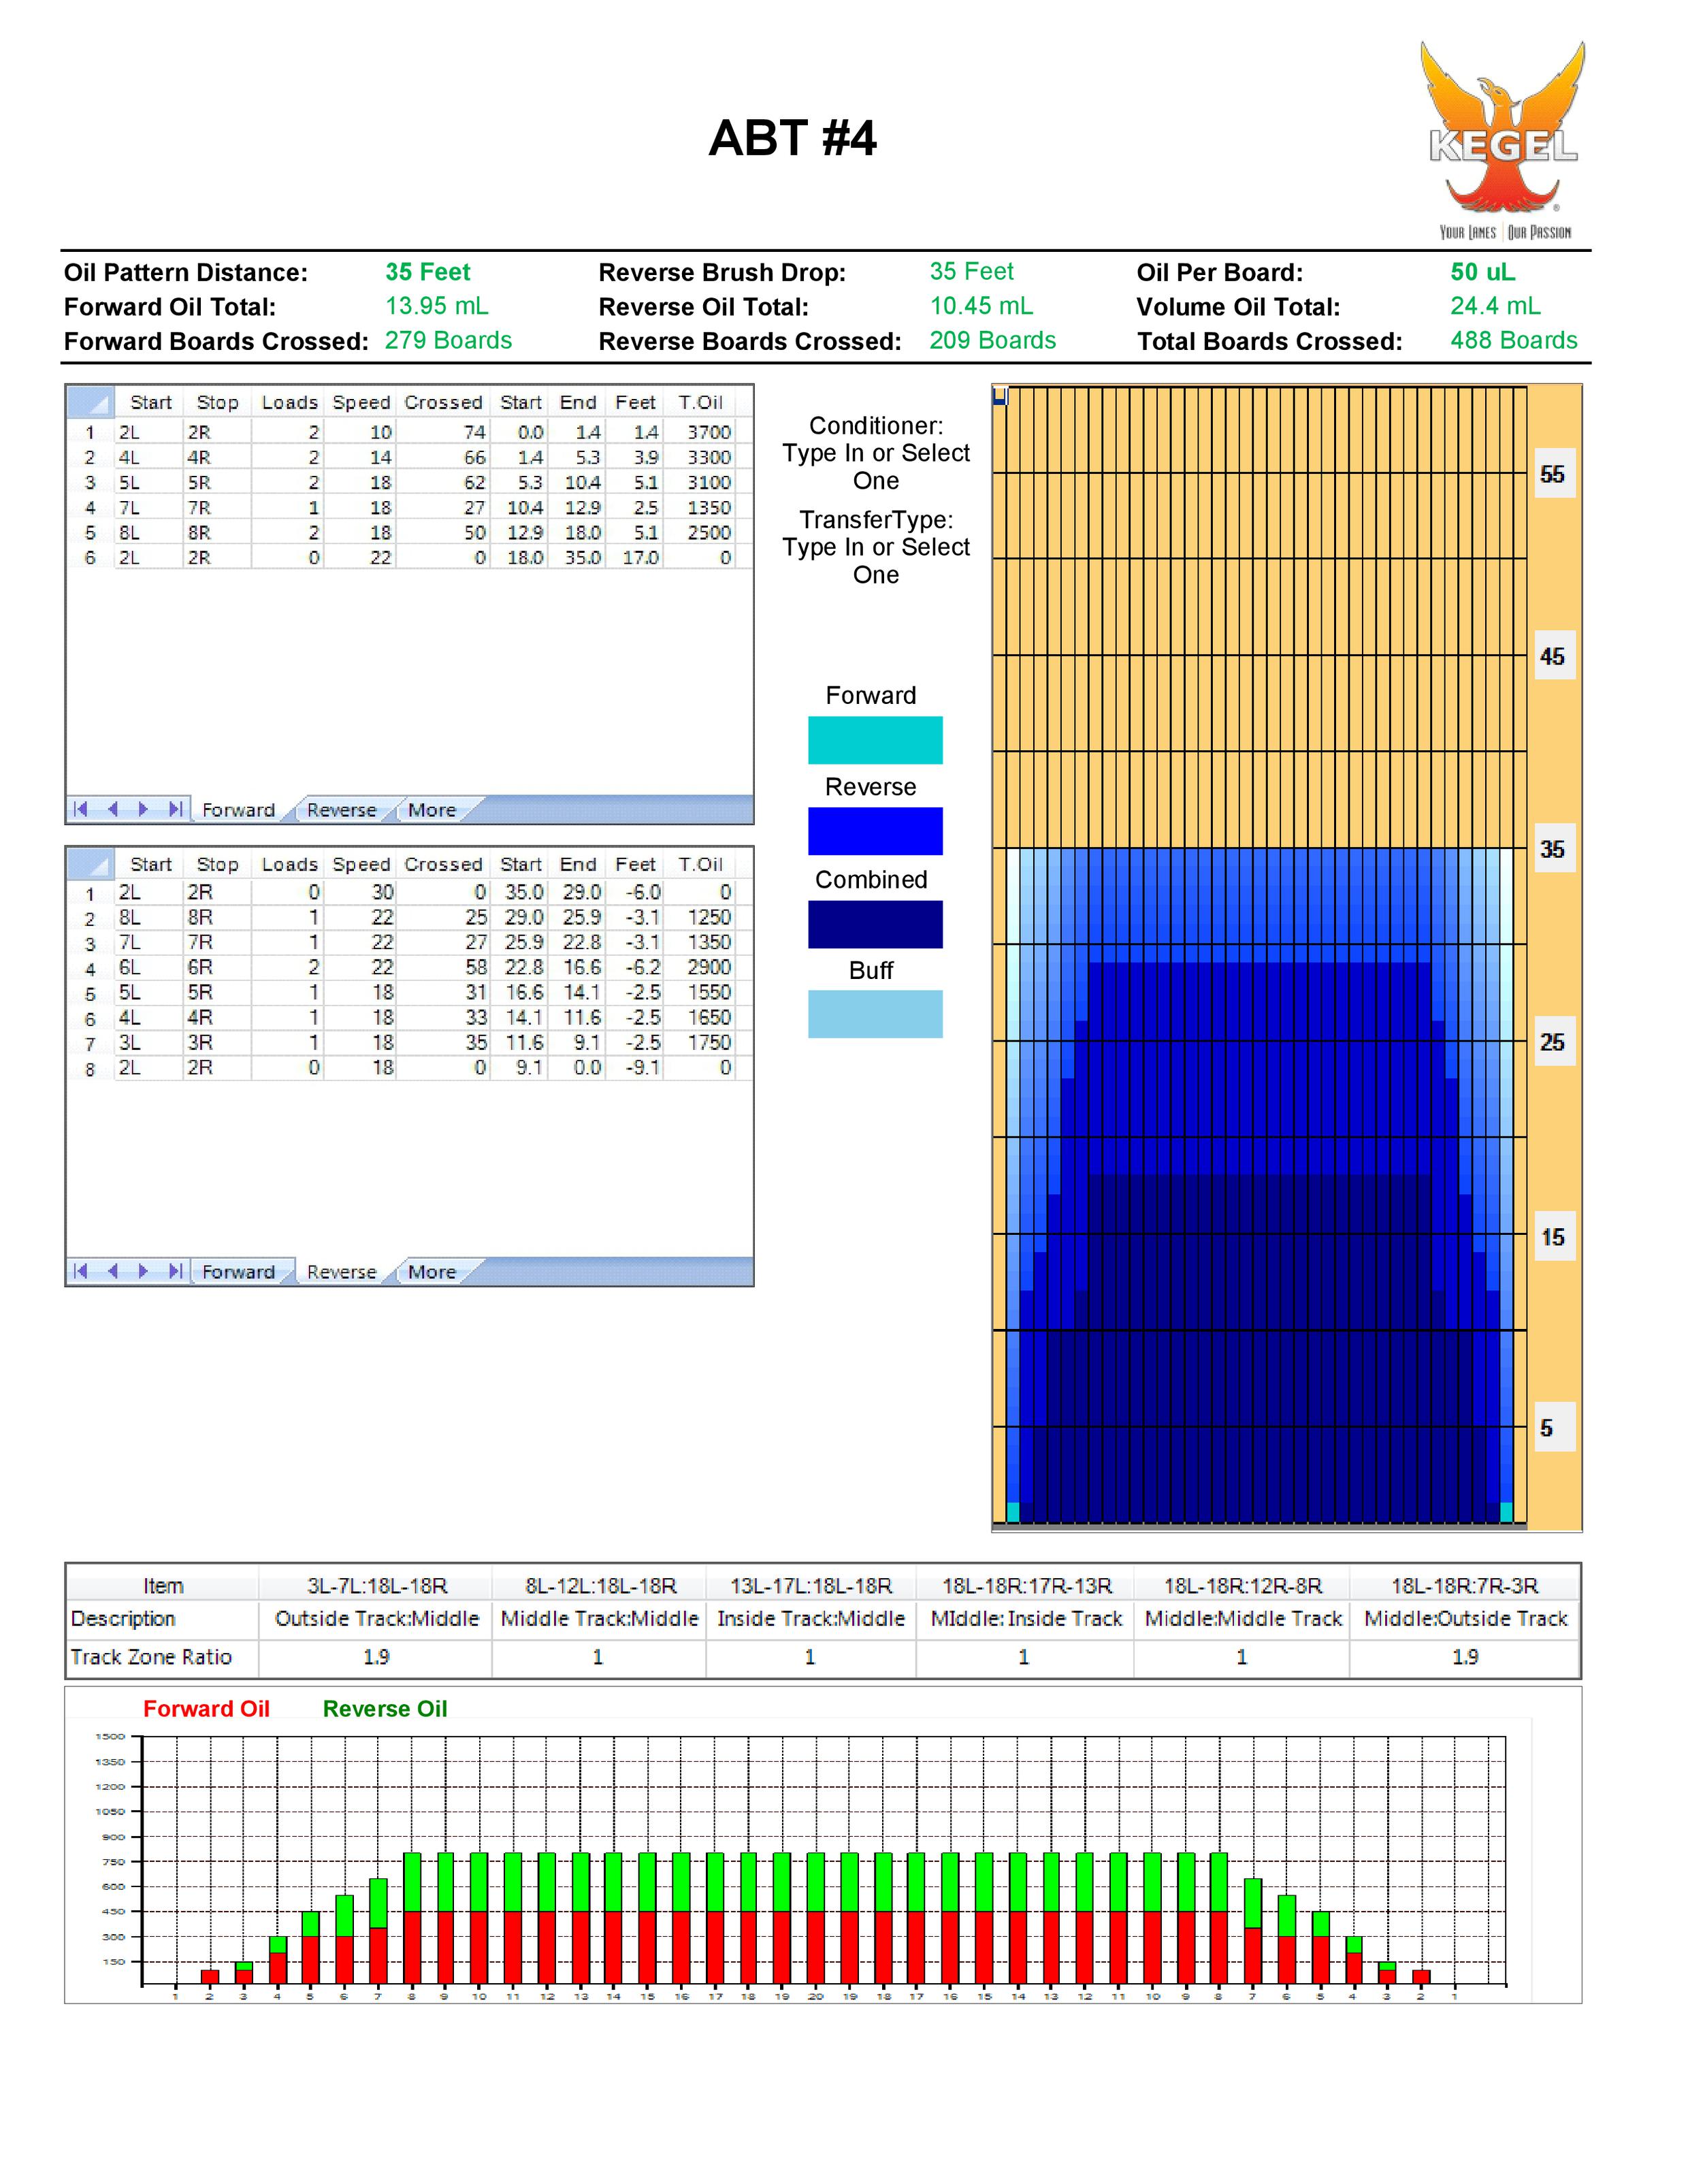 ABT #4
KEGEL
®
YOUR LANES | OUR PASSION
Oil Pattern Distance: 35 Feet Reverse Brush Drop: 35 Feet Oil Per Board: 50 uL
Forward Oil Total: 13.95 mL Reverse Oil Total: 10.45 mL Volume Oil Total: 24.4 mL
Forward Boards Crossed: 279 Boards Reverse Boards Crossed: 209 Boards Total Boards Crossed: 488 Boards
Start Stop Loads Speed Crossed Start End Feet T.Oil
1 2L 2R 2 10 74 0.0 1.4 1.4 3700
2 4L 4R 2 14 66 1.4 5.3 3.9 3300
3 5L 5R 2 18 62 5.3 10.4 5.1 3100
4 7L 7R 1 18 27 10.4 12.9 2.5 1350
5 8L 8R 2 18 50 12.9 18.0 5.1 2500
6 2L 2R 0 22 0 18.0 35.0 17.0 0
Forward Reverse More
Start Stop Loads Speed Crossed Start End Feet T.Oil
1 2L 2R 0 30 0 35.0 29.0 -6.0 0
2 8L 8R 1 22 25 29.0 25.9 -3.1 1250
3 7L 7R 1 22 27 25.9 22.8 -3.1 1350
4 6L 6R 2 22 58 22.8 16.6 -6.2 2900
5 5L 5R 1 18 31 16.6 14.1 -2.5 1550
6 4L 4R 1 18 33 14.1 11.6 -2.5 1650
7 3L 3R 1 18 35 11.6 9.1 -2.5 1750
8 2L 2R 0 18 0 9.1 0.0 -9.1 0
Forward Reverse More
Conditioner:
Type In or Select
One
TransferType:
Type In or Select
One
Forward
Reverse
Combined
Buff
55
45
35
25
15
5
Item 3L-7L:18L-18R 8L-12L:18L-18R 13L-17L:18L-18R 18L-18R:17R-13R 18L-18R:12R-8R 18L-18R:7R-3R
Description Outside Track:Middle Middle Track:Middle Inside Track:Middle MIddle: Inside Track Middle:Middle Track Middle:Outside Track
Track Zone Ratio 1.9 1 1 1 1 1.9
Forward Oil Reverse Oil
1500
1350
1200
1050
900
750
600
450
300
150
1 2 3 4 5 6 7 8 9 10 11 12 13 14 15 16 17 18 19 20 19 18 17 16 15 14 13 12 11 10 9 8 7 6 5 4 3 2 1